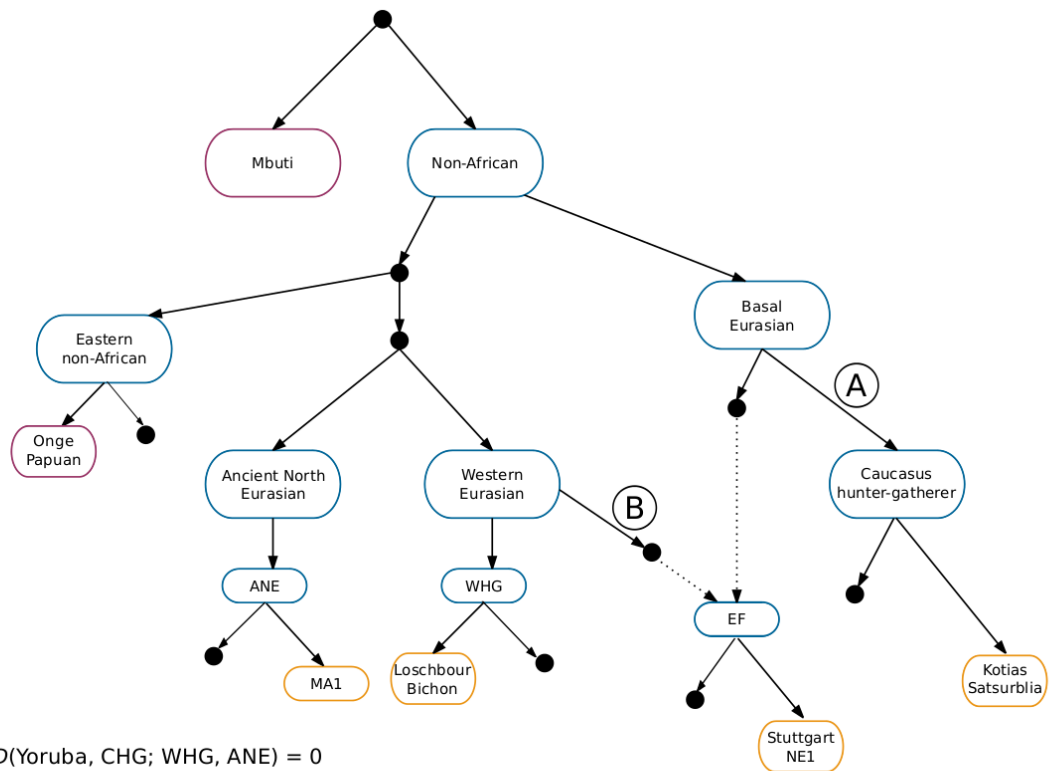 Mbuti
Non-African
Basal
Eurasian
Eastern
non-African
A
Onge
Papuan
Ancient North
Eurasian
Western
Eurasian
Caucasus
hunter-gatherer
B
ANE
WHG
EF
MA1
Loschbour
Bichon
Kotias
Satsurblia
Stuttgart
NE1
D(Yoruba, CHG; WHG, ANE) = 0